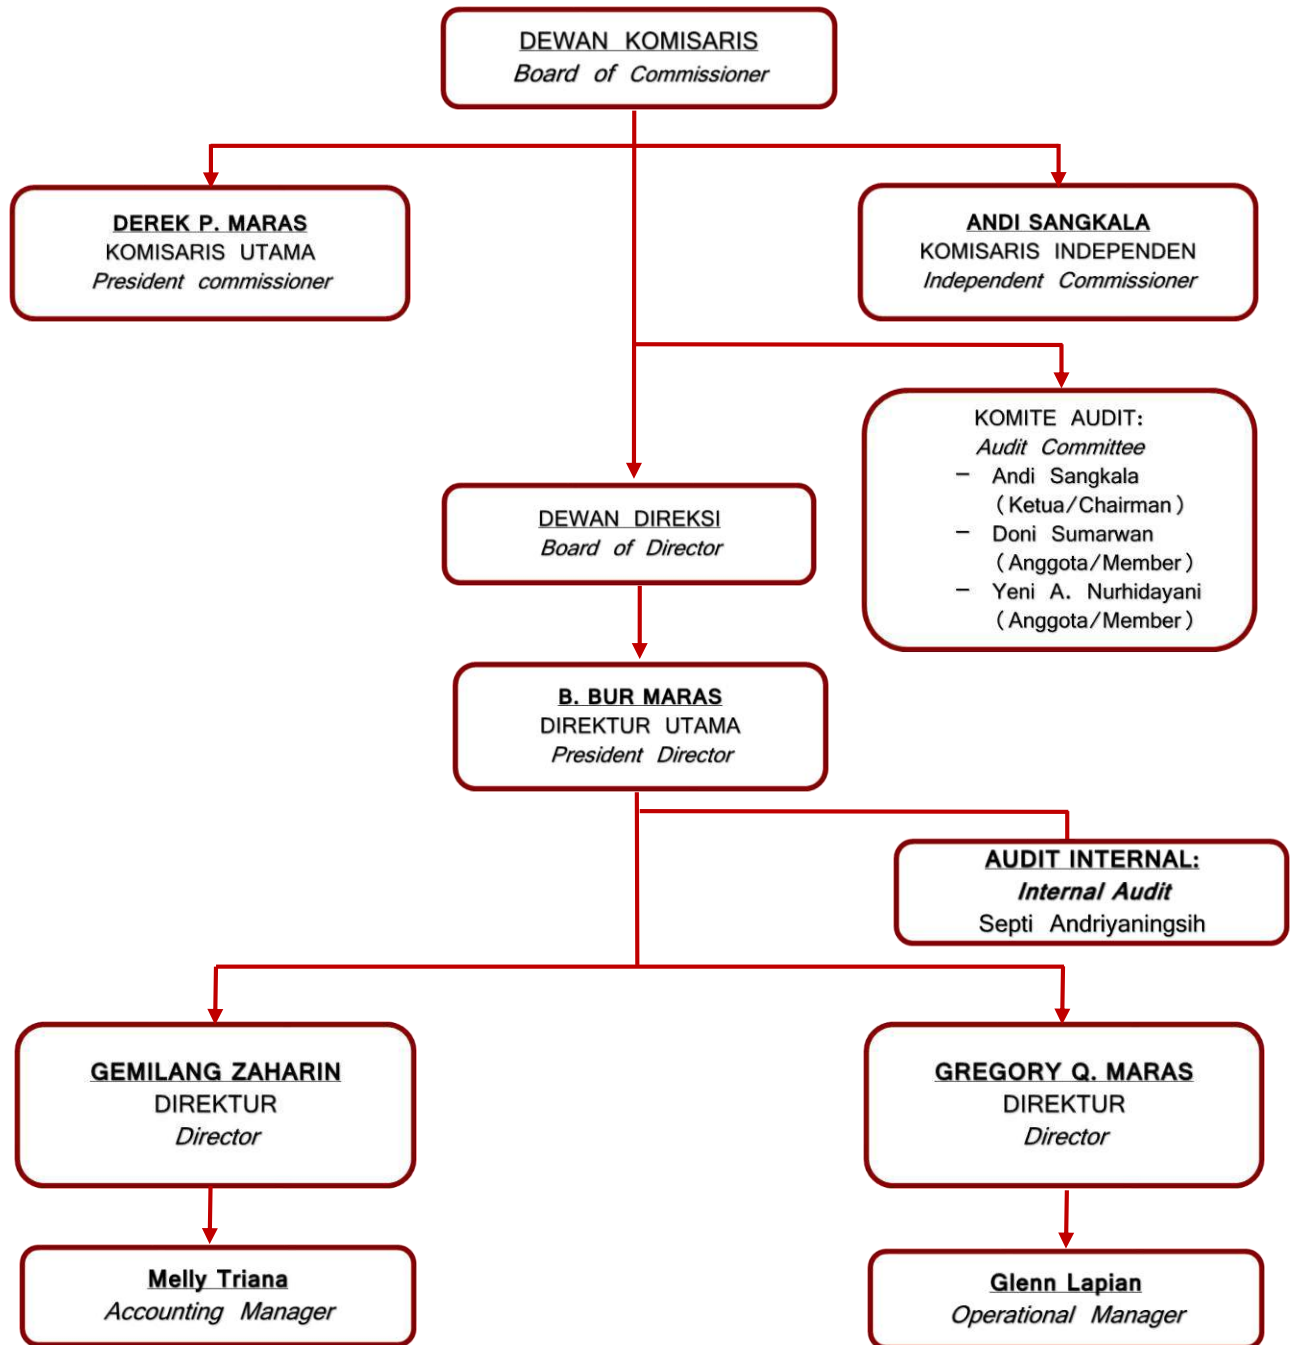 DEWAN KOMISARIS
Board of Commissioner
DEREK P. MARAS
KOMISARIS UTAMA
President commissioner
ANDI SANGKALA
KOMISARIS INDEPENDEN
Independent Commissioner
KOMITE AUDIT:
Audit Committee
- Andi Sangkala
(Ketua/Chairman)
- Doni Sumarwan
(Anggota/Member)
- Yeni A. Nurhidayani
(Anggota/Member)
DEWAN DIREKSI
Board of Director
B. BUR MARAS
DIREKTUR UTAMA
President Director
AUDIT INTERNAL:
Internal Audit
Septi Andriyaningsih
GEMILANG ZAHARIN
DIREKTUR
Director
GREGORY Q. MARAS
DIREKTUR
Director
Melly Triana
Accounting Manager
Glenn Lapian
Operational Manager